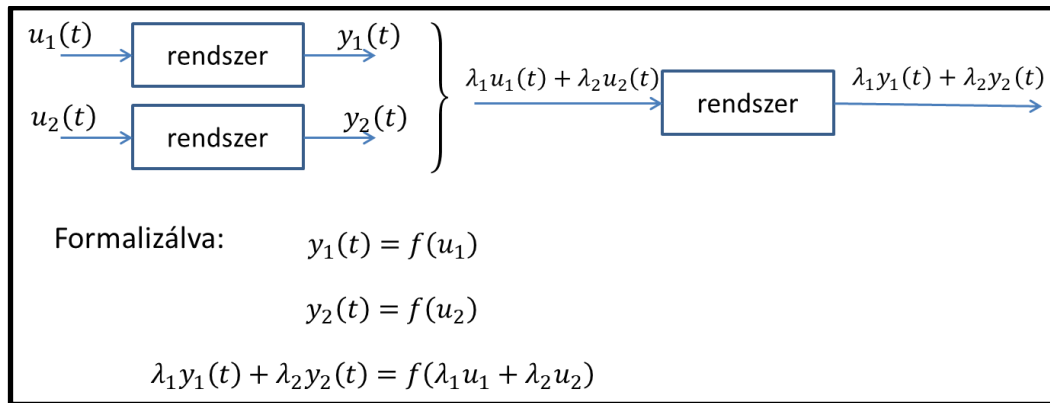 u₁(t) rendszer y₁(t)
u₂(t) rendszer y₂(t)
λ₁u₁(t) + λ₂u₂(t) rendszer λ₁y₁(t) + λ₂y₂(t)
Formalizálva: y₁(t) = f(u₁)
y₂(t) = f(u₂)
λ₁y₁(t) + λ₂y₂(t) = f(λ₁u₁ + λ₂u₂)